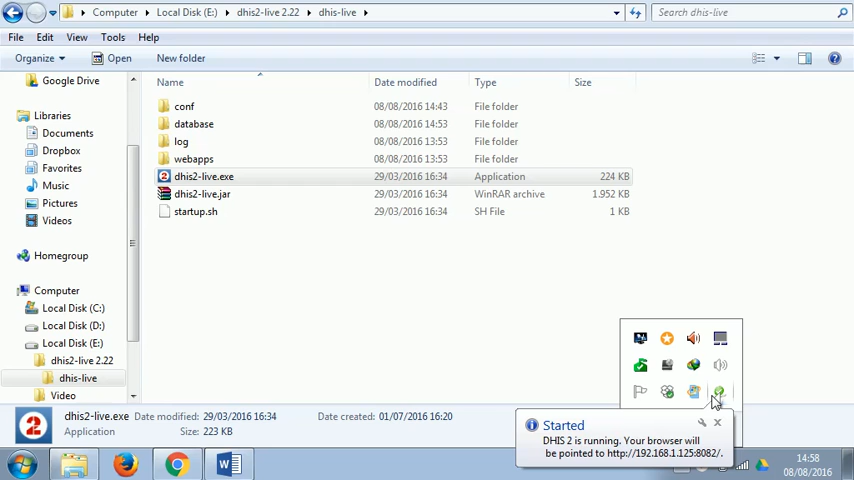 Computer ▸ Local Disk (E:) ▸ dhis2-live 2.22 ▸ dhis-live ▸
Search dhis-live
File Edit View Tools Help
Organize Open New folder
Google Drive
Libraries
Documents
Dropbox
Favorites
Music
Pictures
Videos
Homegroup
Computer
Local Disk (C:)
Local Disk (D:)
Local Disk (E:)
dhis2-live 2.22
dhis-live
Video
Name Date modified Type Size
conf 08/08/2016 14:43 File folder
database 08/08/2016 14:53 File folder
log 08/08/2016 13:53 File folder
webapps 08/08/2016 13:53 File folder
dhis2-live.exe 29/03/2016 16:34 Application 224 KB
dhis2-live.jar 29/03/2016 16:34 WinRAR archive 1.952 KB
startup.sh 29/03/2016 16:34 SH File 1 KB
dhis2-live.exe Date modified: 29/03/2016 16:34 Date created: 01/07/2016 16:20
Application Size: 223 KB
Started
DHIS 2 is running. Your browser will
be pointed to http://192.168.1.125:8082/.
14:58
08/08/2016